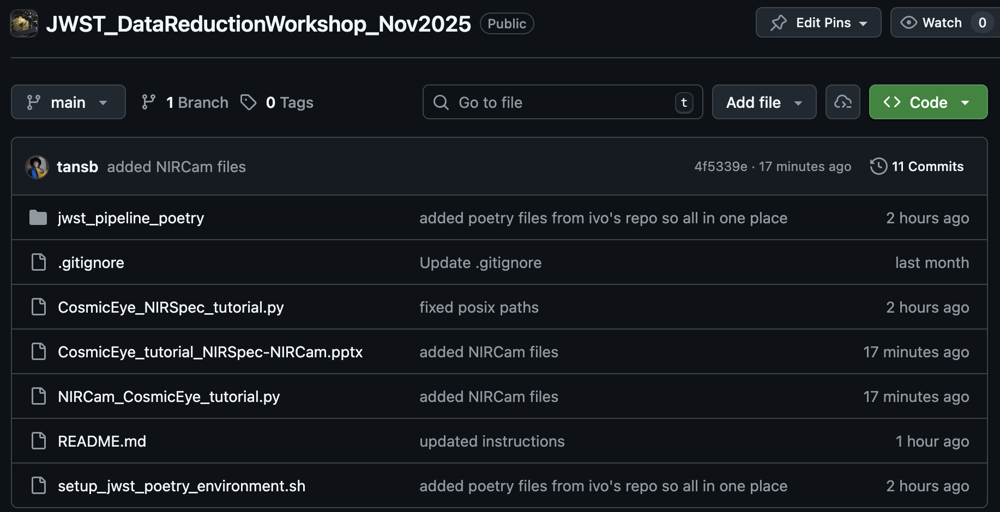 JWST_DataReductionWorkshop_Nov2025 Public Edit Pins Watch 0
main 1 Branch 0 Tags Go to file t Add file Code
tansb added NIRCam files 4f5339e · 17 minutes ago 11 Commits
jwst_pipeline_poetry added poetry files from ivo's repo so all in one place 2 hours ago
.gitignore Update .gitignore last month
CosmicEye_NIRSpec_tutorial.py fixed posix paths 2 hours ago
CosmicEye_tutorial_NIRSpec-NIRCam.pptx added NIRCam files 17 minutes ago
NIRCam_CosmicEye_tutorial.py added NIRCam files 17 minutes ago
README.md updated instructions 1 hour ago
setup_jwst_poetry_environment.sh added poetry files from ivo's repo so all in one place 2 hours ago